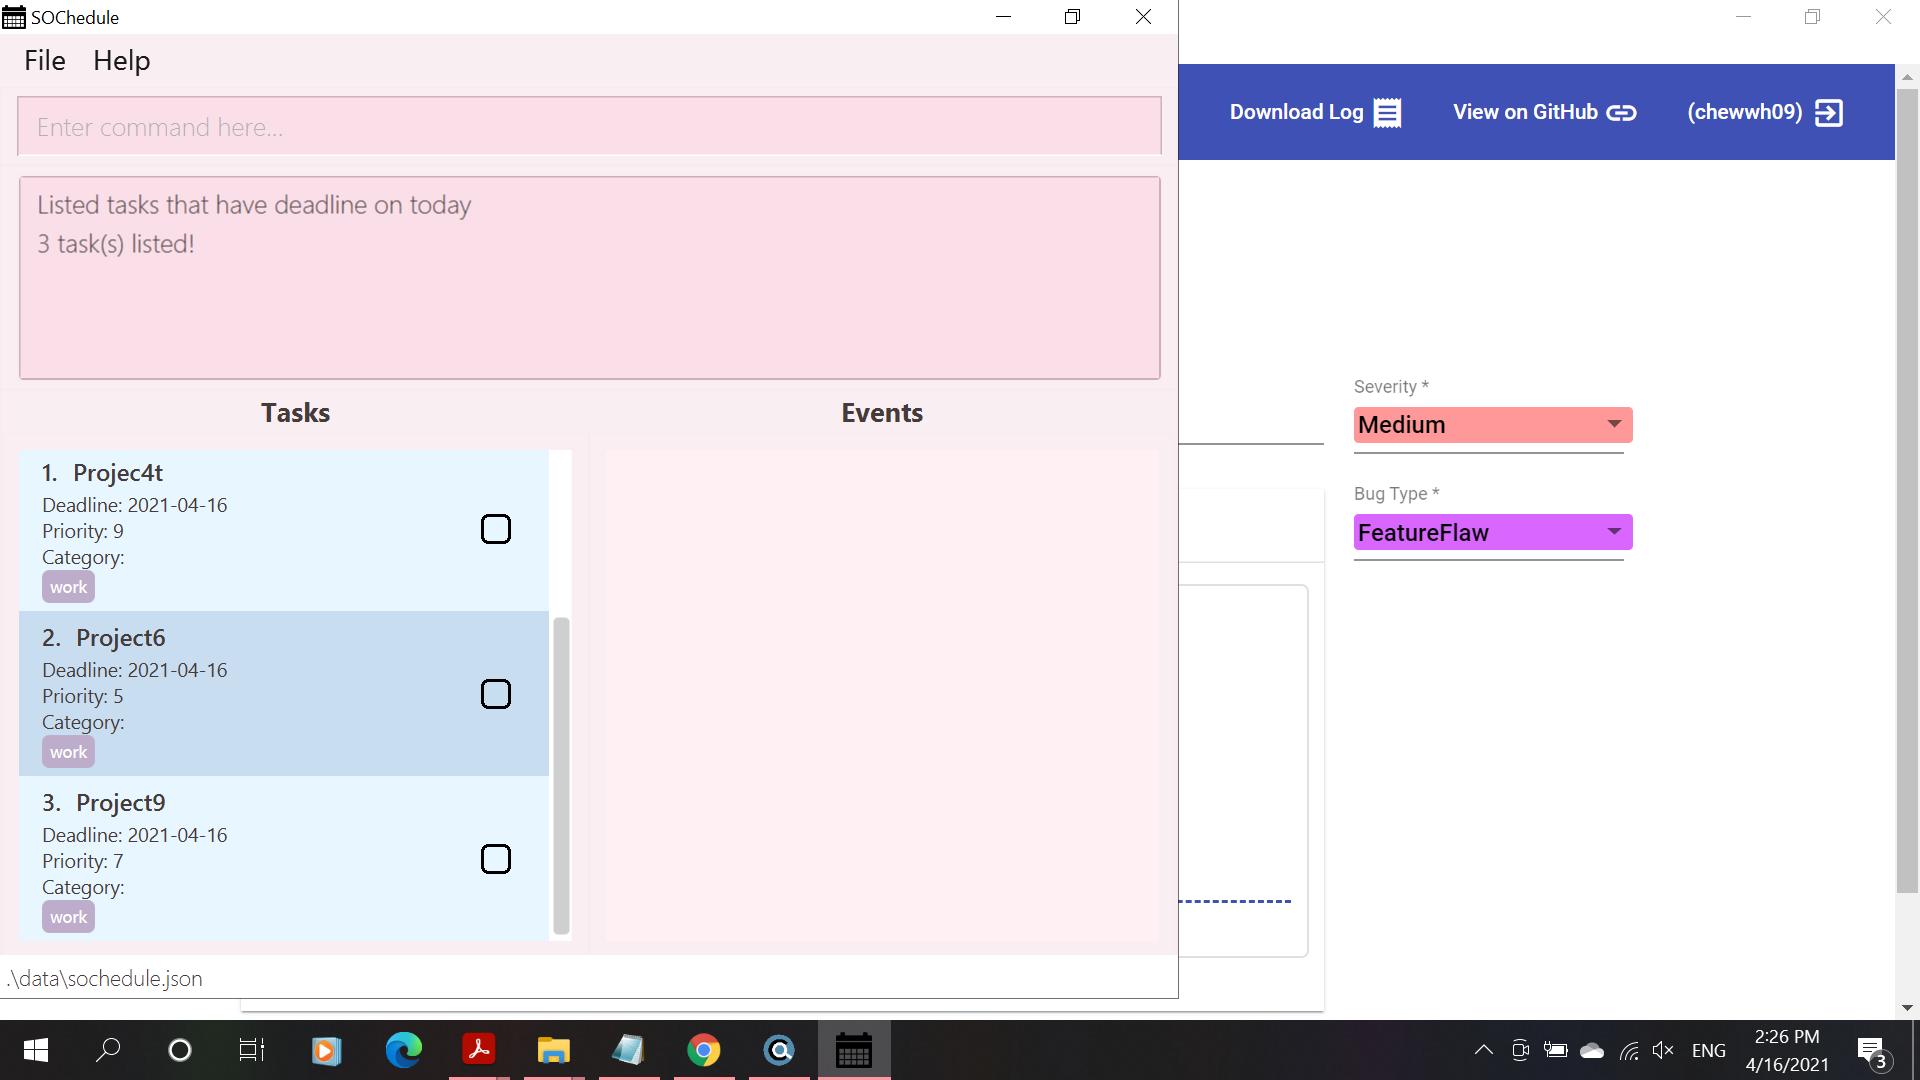 SOChedule
File Help
Enter command here...
Listed tasks that have deadline on today
3 task(s) listed!
Tasks
Events
1. Projec4t
Deadline: 2021-04-16
Priority: 9
Category:
work
2. Project6
Deadline: 2021-04-16
Priority: 5
Category:
work
3. Project9
Deadline: 2021-04-16
Priority: 7
Category:
work
.\data\sochedule.json
Download Log View on GitHub (chewwh09)
Severity *
Medium
Bug Type *
FeatureFlaw
ENG
2:26 PM
4/16/2021
3